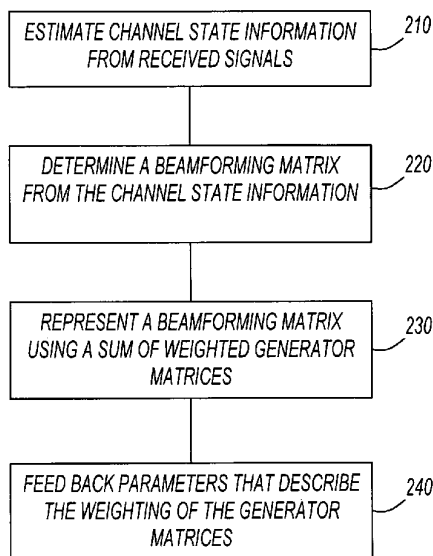 ESTIMATE CHANNEL STATE INFORMATION
FROM RECEIVED SIGNALS
210
DETERMINE A BEAMFORMING MATRIX
FROM THE CHANNEL STATE INFORMATION
220
REPRESENT A BEAMFORMING MATRIX
USING A SUM OF WEIGHTED GENERATOR
MATRICES
230
FEED BACK PARAMETERS THAT DESCRIBE
THE WEIGHTING OF THE GENERATOR
MATRICES
240